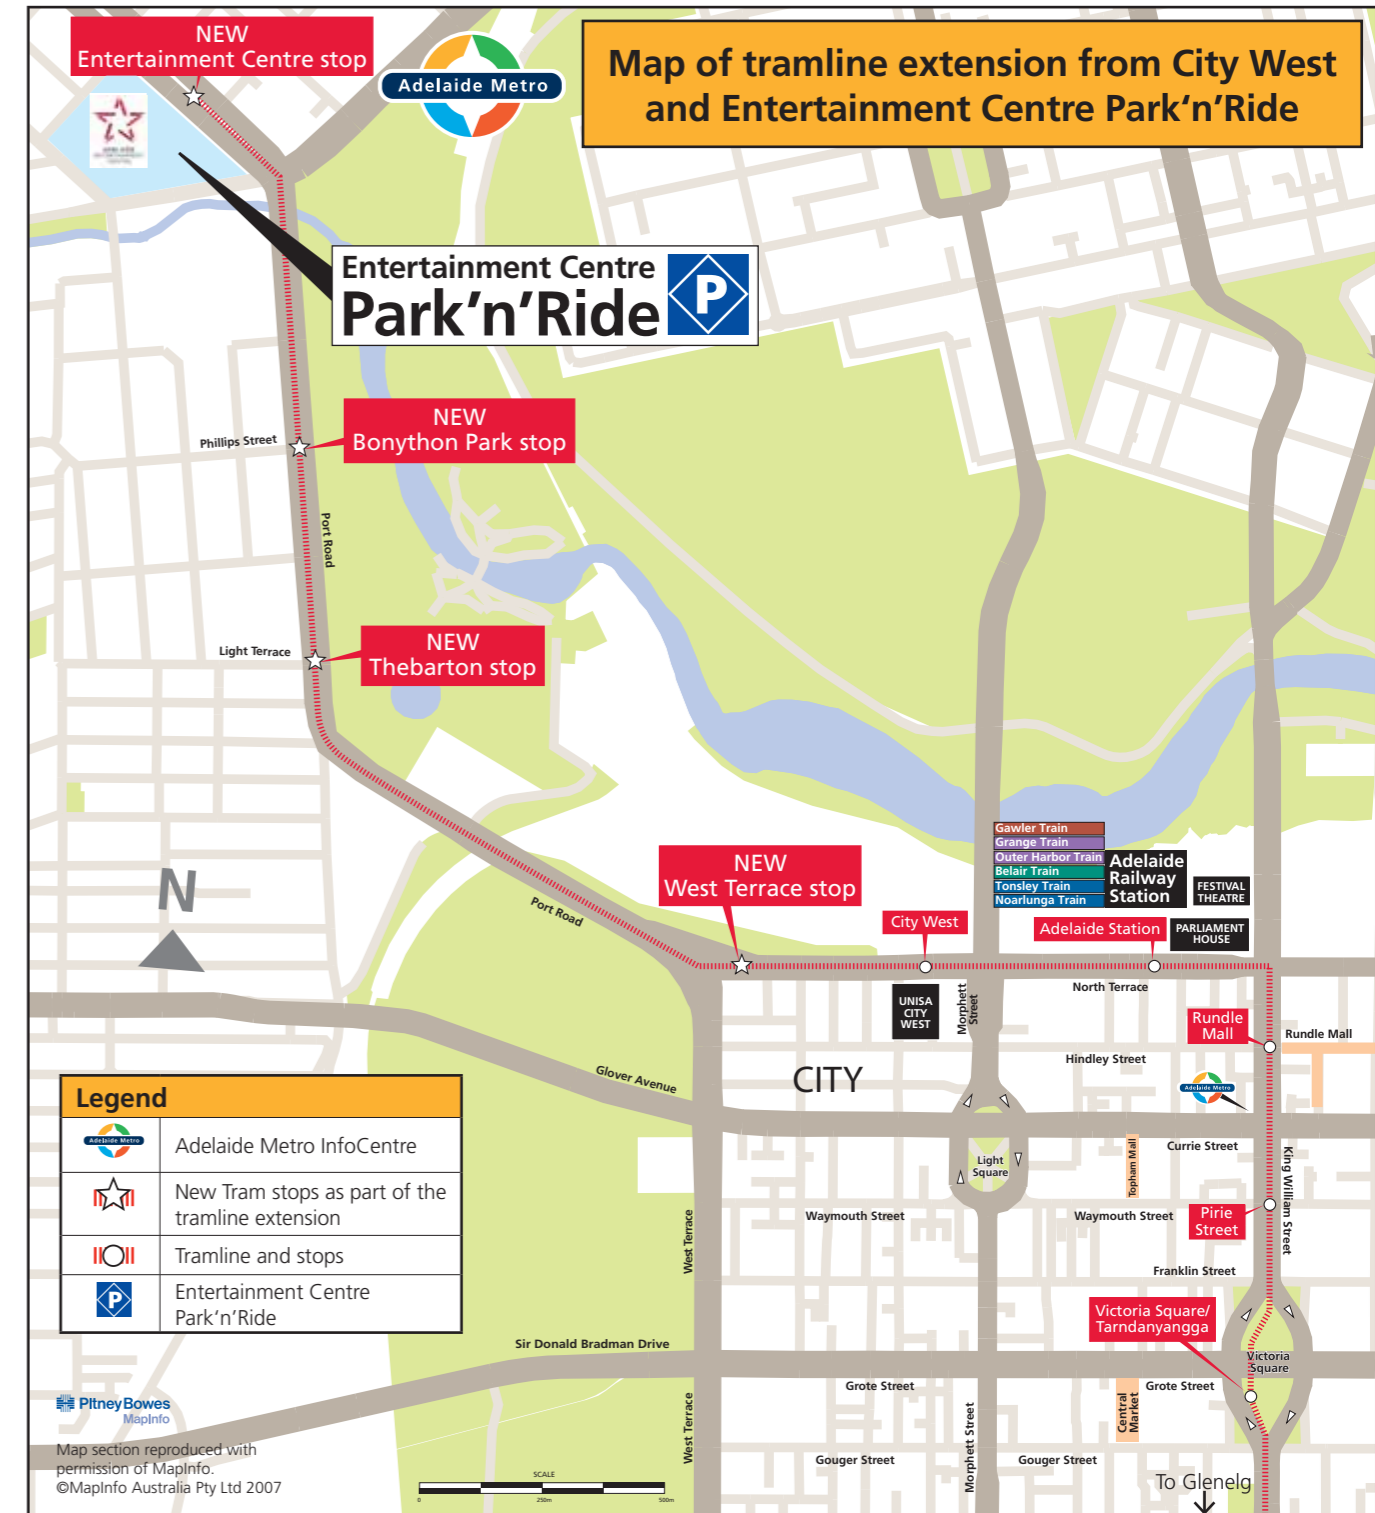 NEW
Entertainment Centre stop
Adelaide Metro
Map of tramline extension from City West
and Entertainment Centre Park‘n’Ride
Entertainment Centre
Park’n’Ride
P
NEW
Bonython Park stop
Phillips Street
Port Road
NEW
Thebarton stop
Light Terrace
N
NEW
West Terrace stop
Port Road
Gawler Train
Grange Train
Outer Harbor Train
Belair Train
Tonsley Train
Noarlunga Train
Adelaide
Railway
Station
FESTIVAL
THEATRE
City West
Adelaide Station
PARLIAMENT
HOUSE
UNISA
CITY
WEST
Morphett
Street
North Terrace
Rundle
Mall
Rundle Mall
Hindley Street
CITY
Glover Avenue
Adelaide Metro
Currie Street
Light
Square
Topham Mall
King William Street
Waymouth Street
Waymouth Street
Pirie
Street
West Terrace
Franklin Street
Victoria Square/
Tarndanyangga
Victoria
Square
Sir Donald Bradman Drive
Grote Street
Grote Street
Central
Market
West Terrace
Morphett Street
Gouger Street
Gouger Street
To Glenelg
Legend
Adelaide Metro
Adelaide Metro InfoCentre
New Tram stops as part of the
tramline extension
Tramline and stops
P
Entertainment Centre
Park‘n’Ride
PitneyBowes
MapInfo
Map section reproduced with
permission of MapInfo.
©MapInfo Australia Pty Ltd 2007
SCALE
0
250m
500m